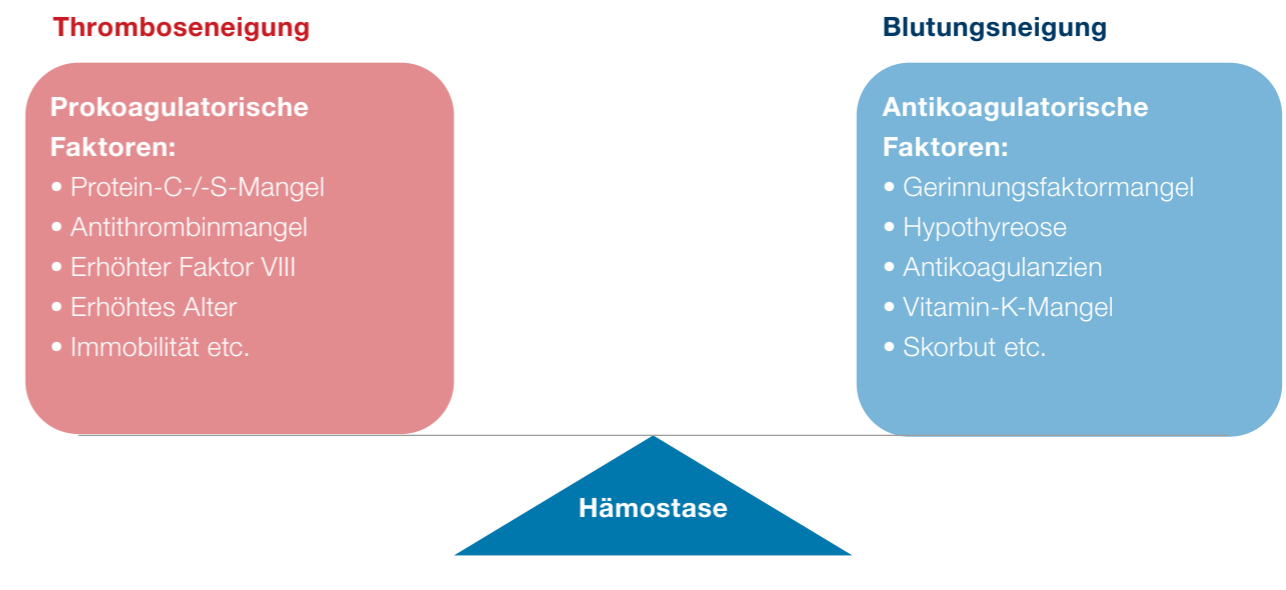 Thromboseneigung
Prokoagulatorische
Faktoren:
• Protein-C-/-S-Mangel
• Antithrombinmangel
• Erhöhter Faktor VIII
• Erhöhtes Alter
• Immobilität etc.
Blutungsneigung
Antikoagulatorische
Faktoren:
• Gerinnungsfaktormangel
• Hypothyreose
• Antikoagulanzien
• Vitamin-K-Mangel
• Skorbut etc.
Hämostase